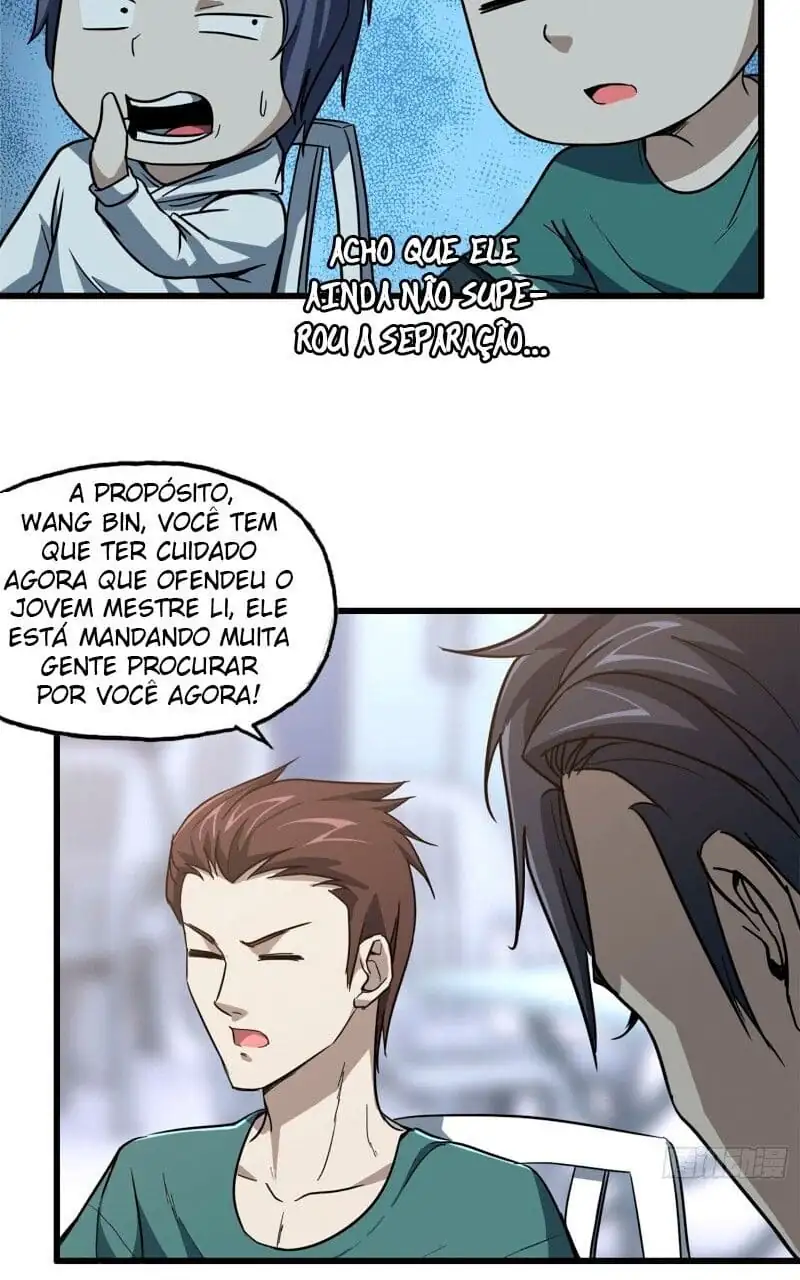 ACHO QUE ELE
AINDA NÃO SUPE-
ROU A SEPARAÇÃO...
A PROPÓSITO,
WANG BIN, VOCÊ TEM
QUE TER CUIDADO
AGORA QUE OFENDEU O
JOVEM MESTRE LI, ELE
ESTÁ MANDANDO MUITA
GENTE PROCURAR
POR VOCÊ AGORA!